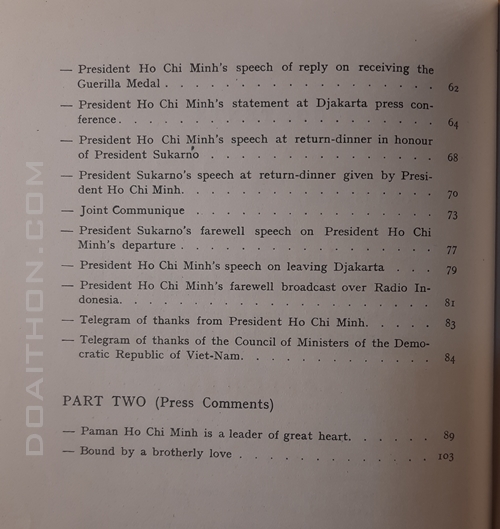 — President Ho Chi Minh's speech of reply on receiving the
Guerilla Medal . . . . . . . . . . . . . . . . 62
— President Ho Chi Minh's statement at Djakarta press con-
ference. . . . . . . . . . . . . . . . . . . 64
— President Ho Chi Minh's speech at return-dinner in honour
of President Sukarno . . . . . . . . . . . . . 68
— President Sukarno's speech at return-dinner given by Presi-
dent Ho Chi Minh. . . . . . . . . . . . . . . 70
— Joint Communique . . . . . . . . . . . . . . 73
— President Sukarno's farewell speech on President Ho Chi
Minh's departure . . . . . . . . . . . . . . . 77
— President Ho Chi Minh's speech on leaving Djakarta . . . 79
— President Ho Chi Minh's farewell broadcast over Radio In-
donesia. . . . . . . . . . . . . . . . . . . 81
— Telegram of thanks from President Ho Chi Minh. . . . . 83
— Telegram of thanks of the Council of Ministers of the Demo-
cratic Republic of Viet-Nam. . . . . . . . . . . 84
PART TWO (Press Comments)
— Paman Ho Chi Minh is a leader of great heart. . . . . . 89
— Bound by a brotherly love . . . . . . . . . . . 103
DOAITHON.COM